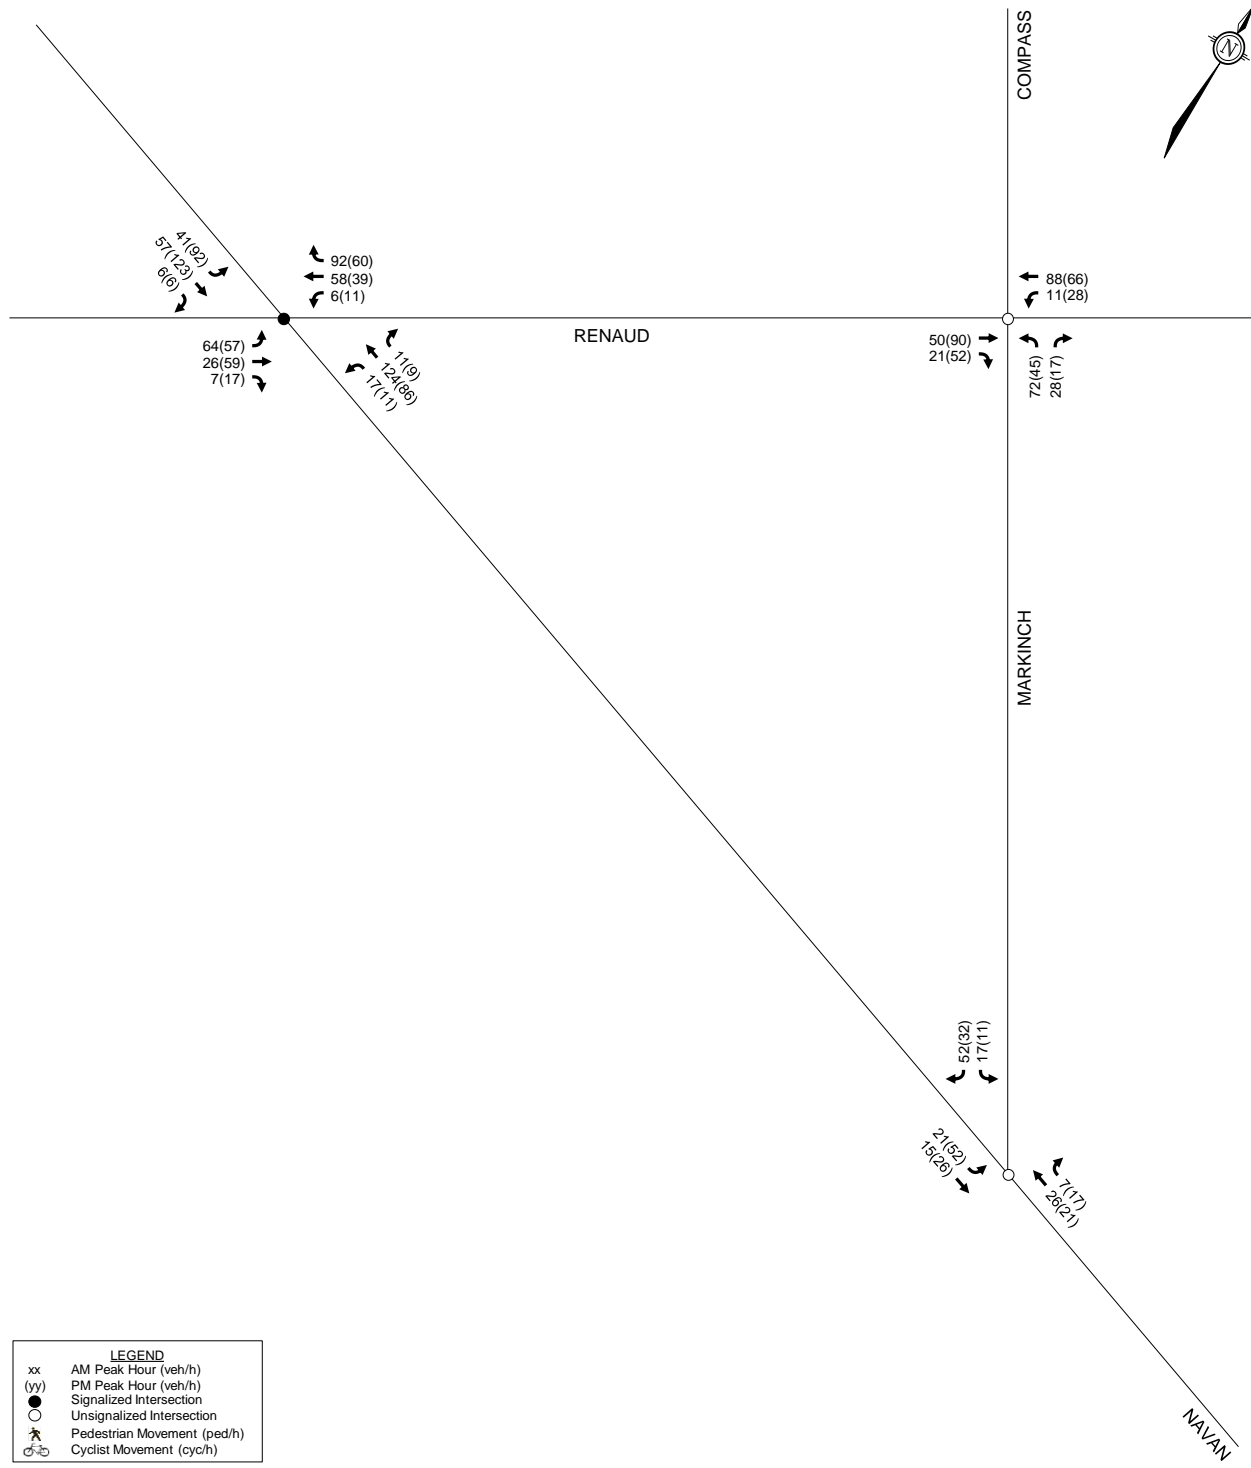 COMPASS
N
41(92)
57(123)
6(6)
92(60)
58(39)
6(11)
88(66)
11(28)
RENAUD
64(57)
26(59)
7(17)
11(9)
124(86)
17(11)
50(90)
21(52)
72(45)
28(17)
MARKINCH
52(32)
17(11)
21(52)
15(26)
7(17)
26(21)
NAVAN
LEGEND
xx AM Peak Hour (veh/h)
(yy) PM Peak Hour (veh/h)
Signalized Intersection
Unsignalized Intersection
Pedestrian Movement (ped/h)
Cyclist Movement (cyc/h)